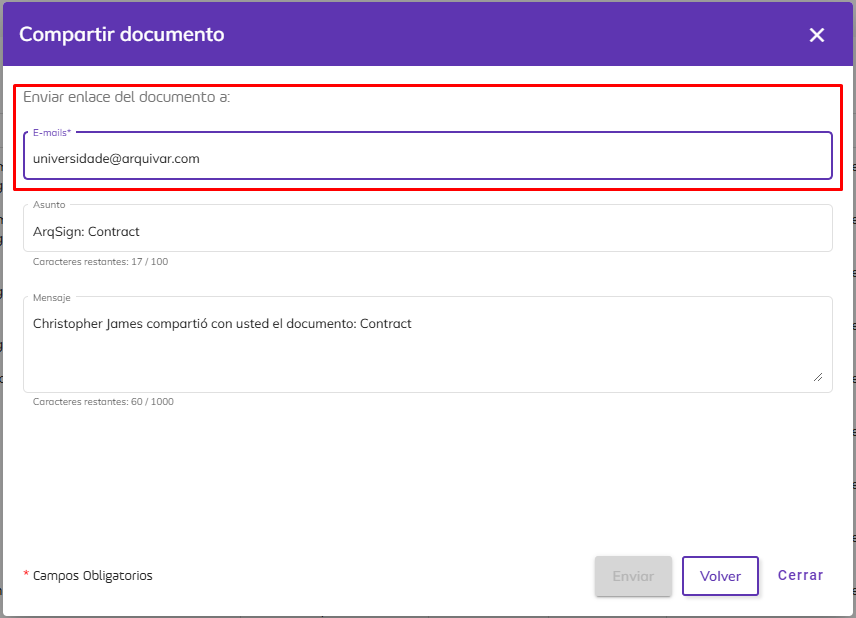 Compartir documento
Enviar enlace del documento a:
E-mails*
universidade@arquivar.com
Asunto
ArqSign: Contract
Caracteres restantes: 17 / 100
Mensaje
Christopher James compartió con usted el documento: Contract
Caracteres restantes: 60 / 1000
* Campos Obligatorios
Enviar
Volver
Cerrar